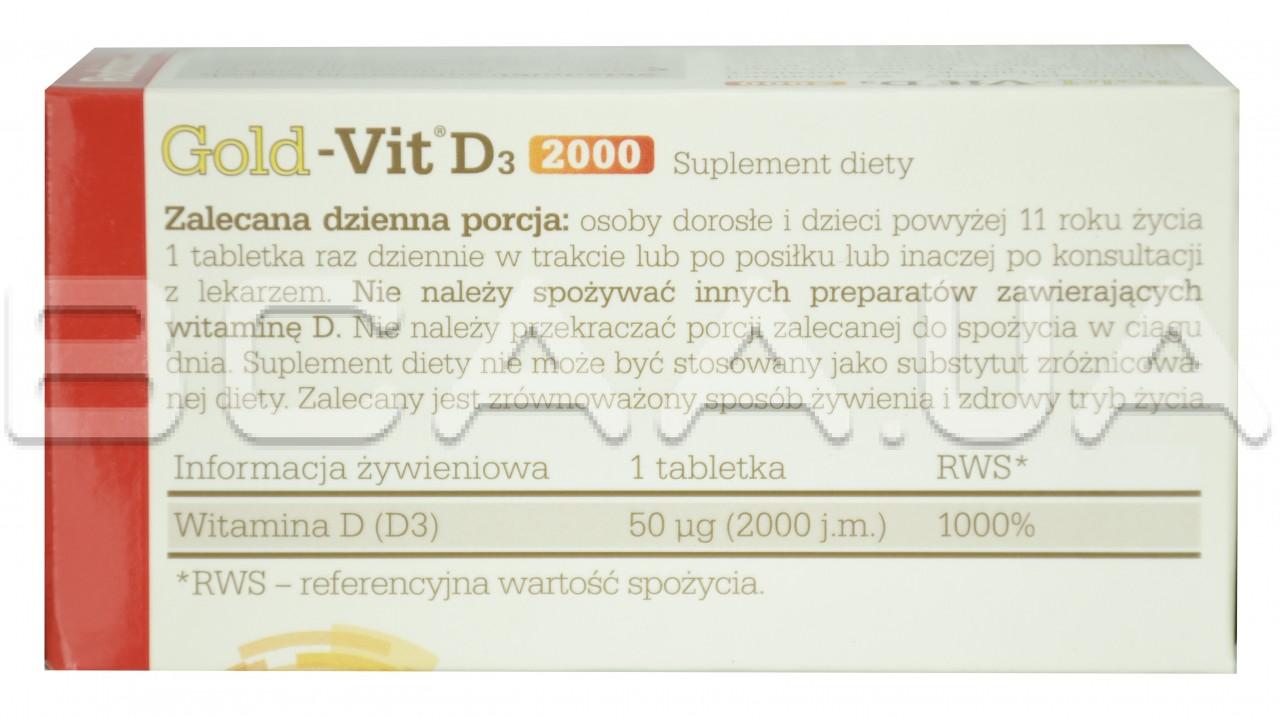 Gold-Vit® D3 2000 Suplement diety
Zalecana dzienna porcja: osoby dorosłe i dzieci powyżej 11 roku życia
1 tabletka raz dziennie w trakcie lub po posiłku lub inaczej po konsultacji
z lekarzem. Nie należy spożywać innych preparatów zawierających
witaminę D. Nie należy przekraczać porcji zalecanej do spożycia w ciągu
dnia. Suplement diety nie może być stosowany jako substytut zróżnicowa-
nej diety. Zalecany jest zrównoważony sposób żywienia i zdrowy tryb życia
BCAA.UA
Informacja żywieniowa 1 tabletka RWS*
Witamina D (D3) 50 µg (2000 j.m.) 1000%
*RWS – referencyjna wartość spożycia.